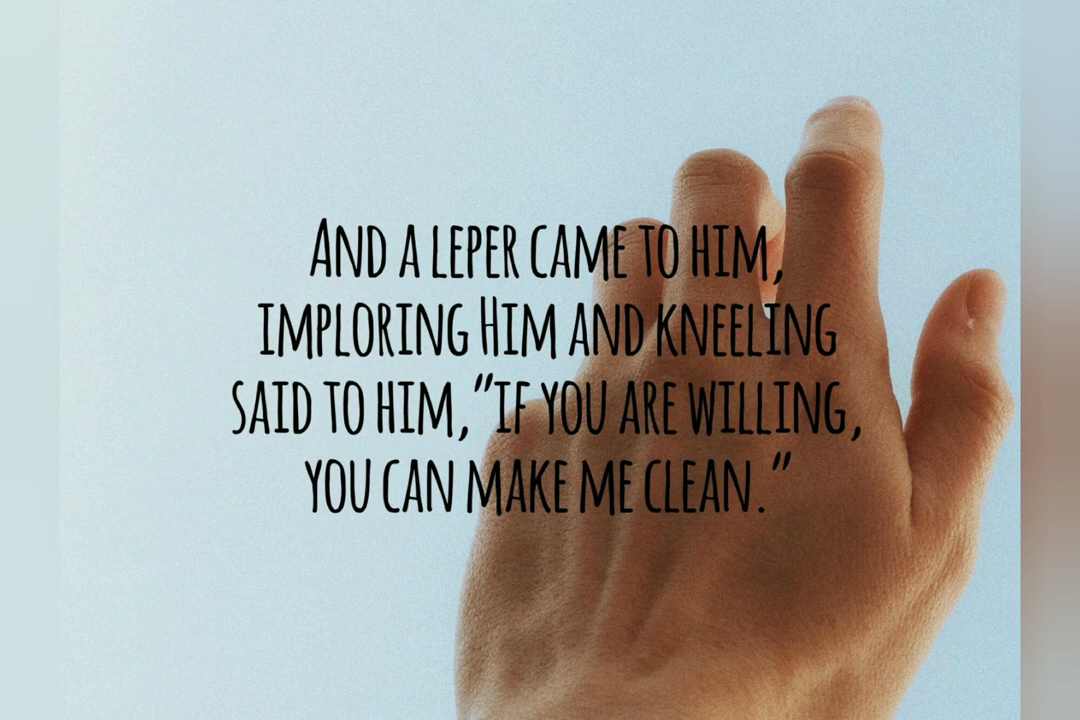 And a leper came to him,
imploring Him and kneeling
said to him, "If you are willing,
you can make me clean."